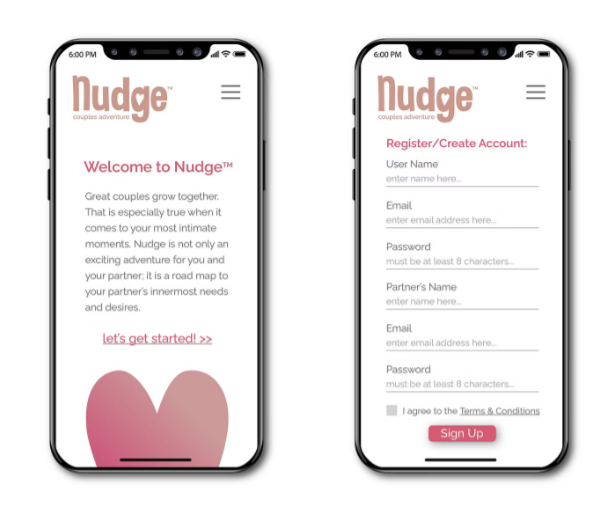 6:00 PM
Nudge™
couples adventure
Welcome to Nudge™
Great couples grow together.
That is especially true when it
comes to your most intimate
moments. Nudge is not only an
exciting adventure for you and
your partner; it is a road map to
your partner's innermost needs
and desires.
let's get started! >>
6:00 PM
Nudge™
couples adventure
Register/Create Account:
User Name
enter name here...
Email
enter email address here...
Password
must be at least 8 characters...
Partner's Name
enter name here...
Email
enter email address here...
Password
must be at least 8 characters...
I agree to the Terms & Conditions
Sign Up